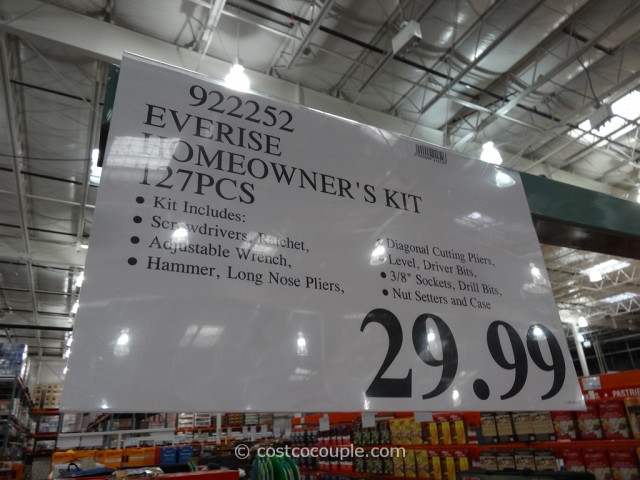 922252
EVERISE
HOMEOWNER'S KIT
127PCS
• Kit Includes:
• Screwdrivers, Ratchet,
• Adjustable Wrench,
• Hammer, Long Nose Pliers,
• Diagonal Cutting Pliers,
• Level, Driver Bits,
• 3/8" Sockets, Drill Bits,
• Nut Setters and Case
29.99
PASTRIE
© costcocouple.com